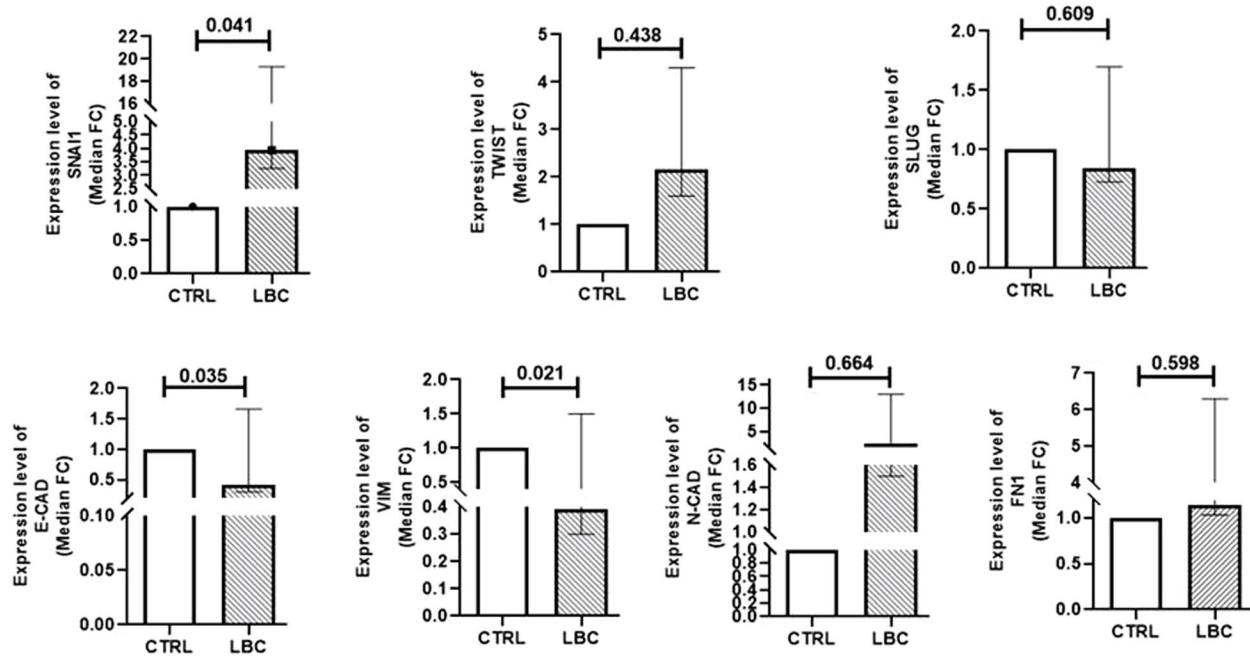 0.041
Expression level of
SNAI1
(Median FC)
22
20
18
16
5.0
4.5
4.0
3.5
3.0
2.5
1.0
0.5
0.0
CTRL LBC
0.438
Expression level of
TWIST
(Median FC)
5
4
3
2
1
0
CTRL LBC
0.609
Expression level of
SLUG
(Median FC)
2.0
1.5
1.0
0.5
0.0
CTRL LBC
0.035
Expression level of
E-CAD
(Median FC)
2.0
1.5
1.0
0.5
0.10
0.05
0.00
CTRL LBC
0.021
Expression level of
VIM
(Median FC)
2.0
1.5
1.0
0.5
0.4
0.3
0.2
0.1
0.0
CTRL LBC
0.664
Expression level of
N-CAD
(Median FC)
15
10
5
1.6
1.4
1.2
1.0
1.0
0.8
0.6
0.4
0.2
0.0
CTRL LBC
0.598
Expression level of
FN1
(Median FC)
7
6
5
4
1.0
0.5
0.0
CTRL LBC